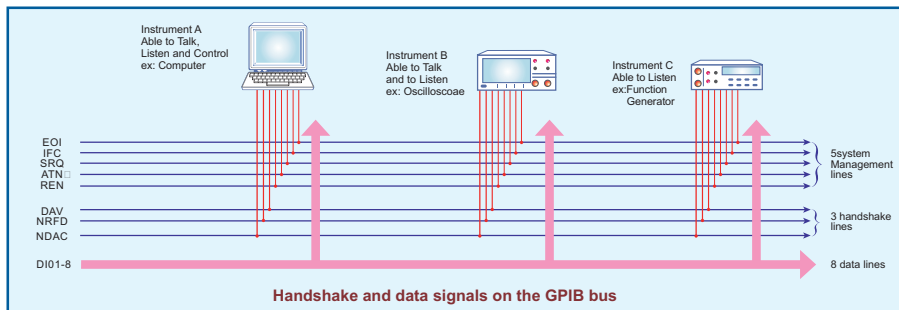 Instrument A
Able to Talk,
Listen and Control
ex: Computer
Instrument B
Able to Talk
and to Listen
ex: Oscilloscoae
Instrument C
Able to Listen
ex:Function
Generator
EOI
IFC
SRQ
ATN□
REN
5system
Management
lines
DAV
NRFD
NDAC
3 handshake
lines
DI01-8
8 data lines
Handshake and data signals on the GPIB bus